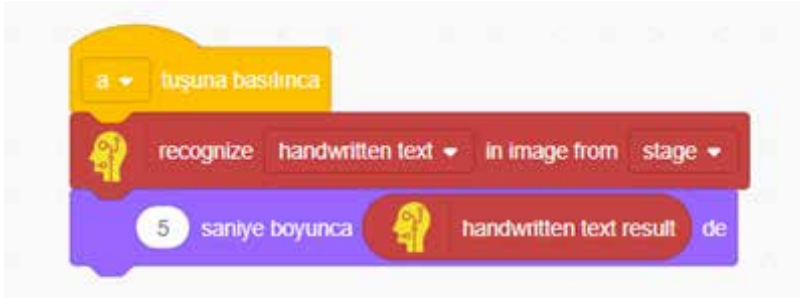 a tuşuna basılınca
recognize handwritten text in image from stage
5 saniye boyunca handwritten text result de